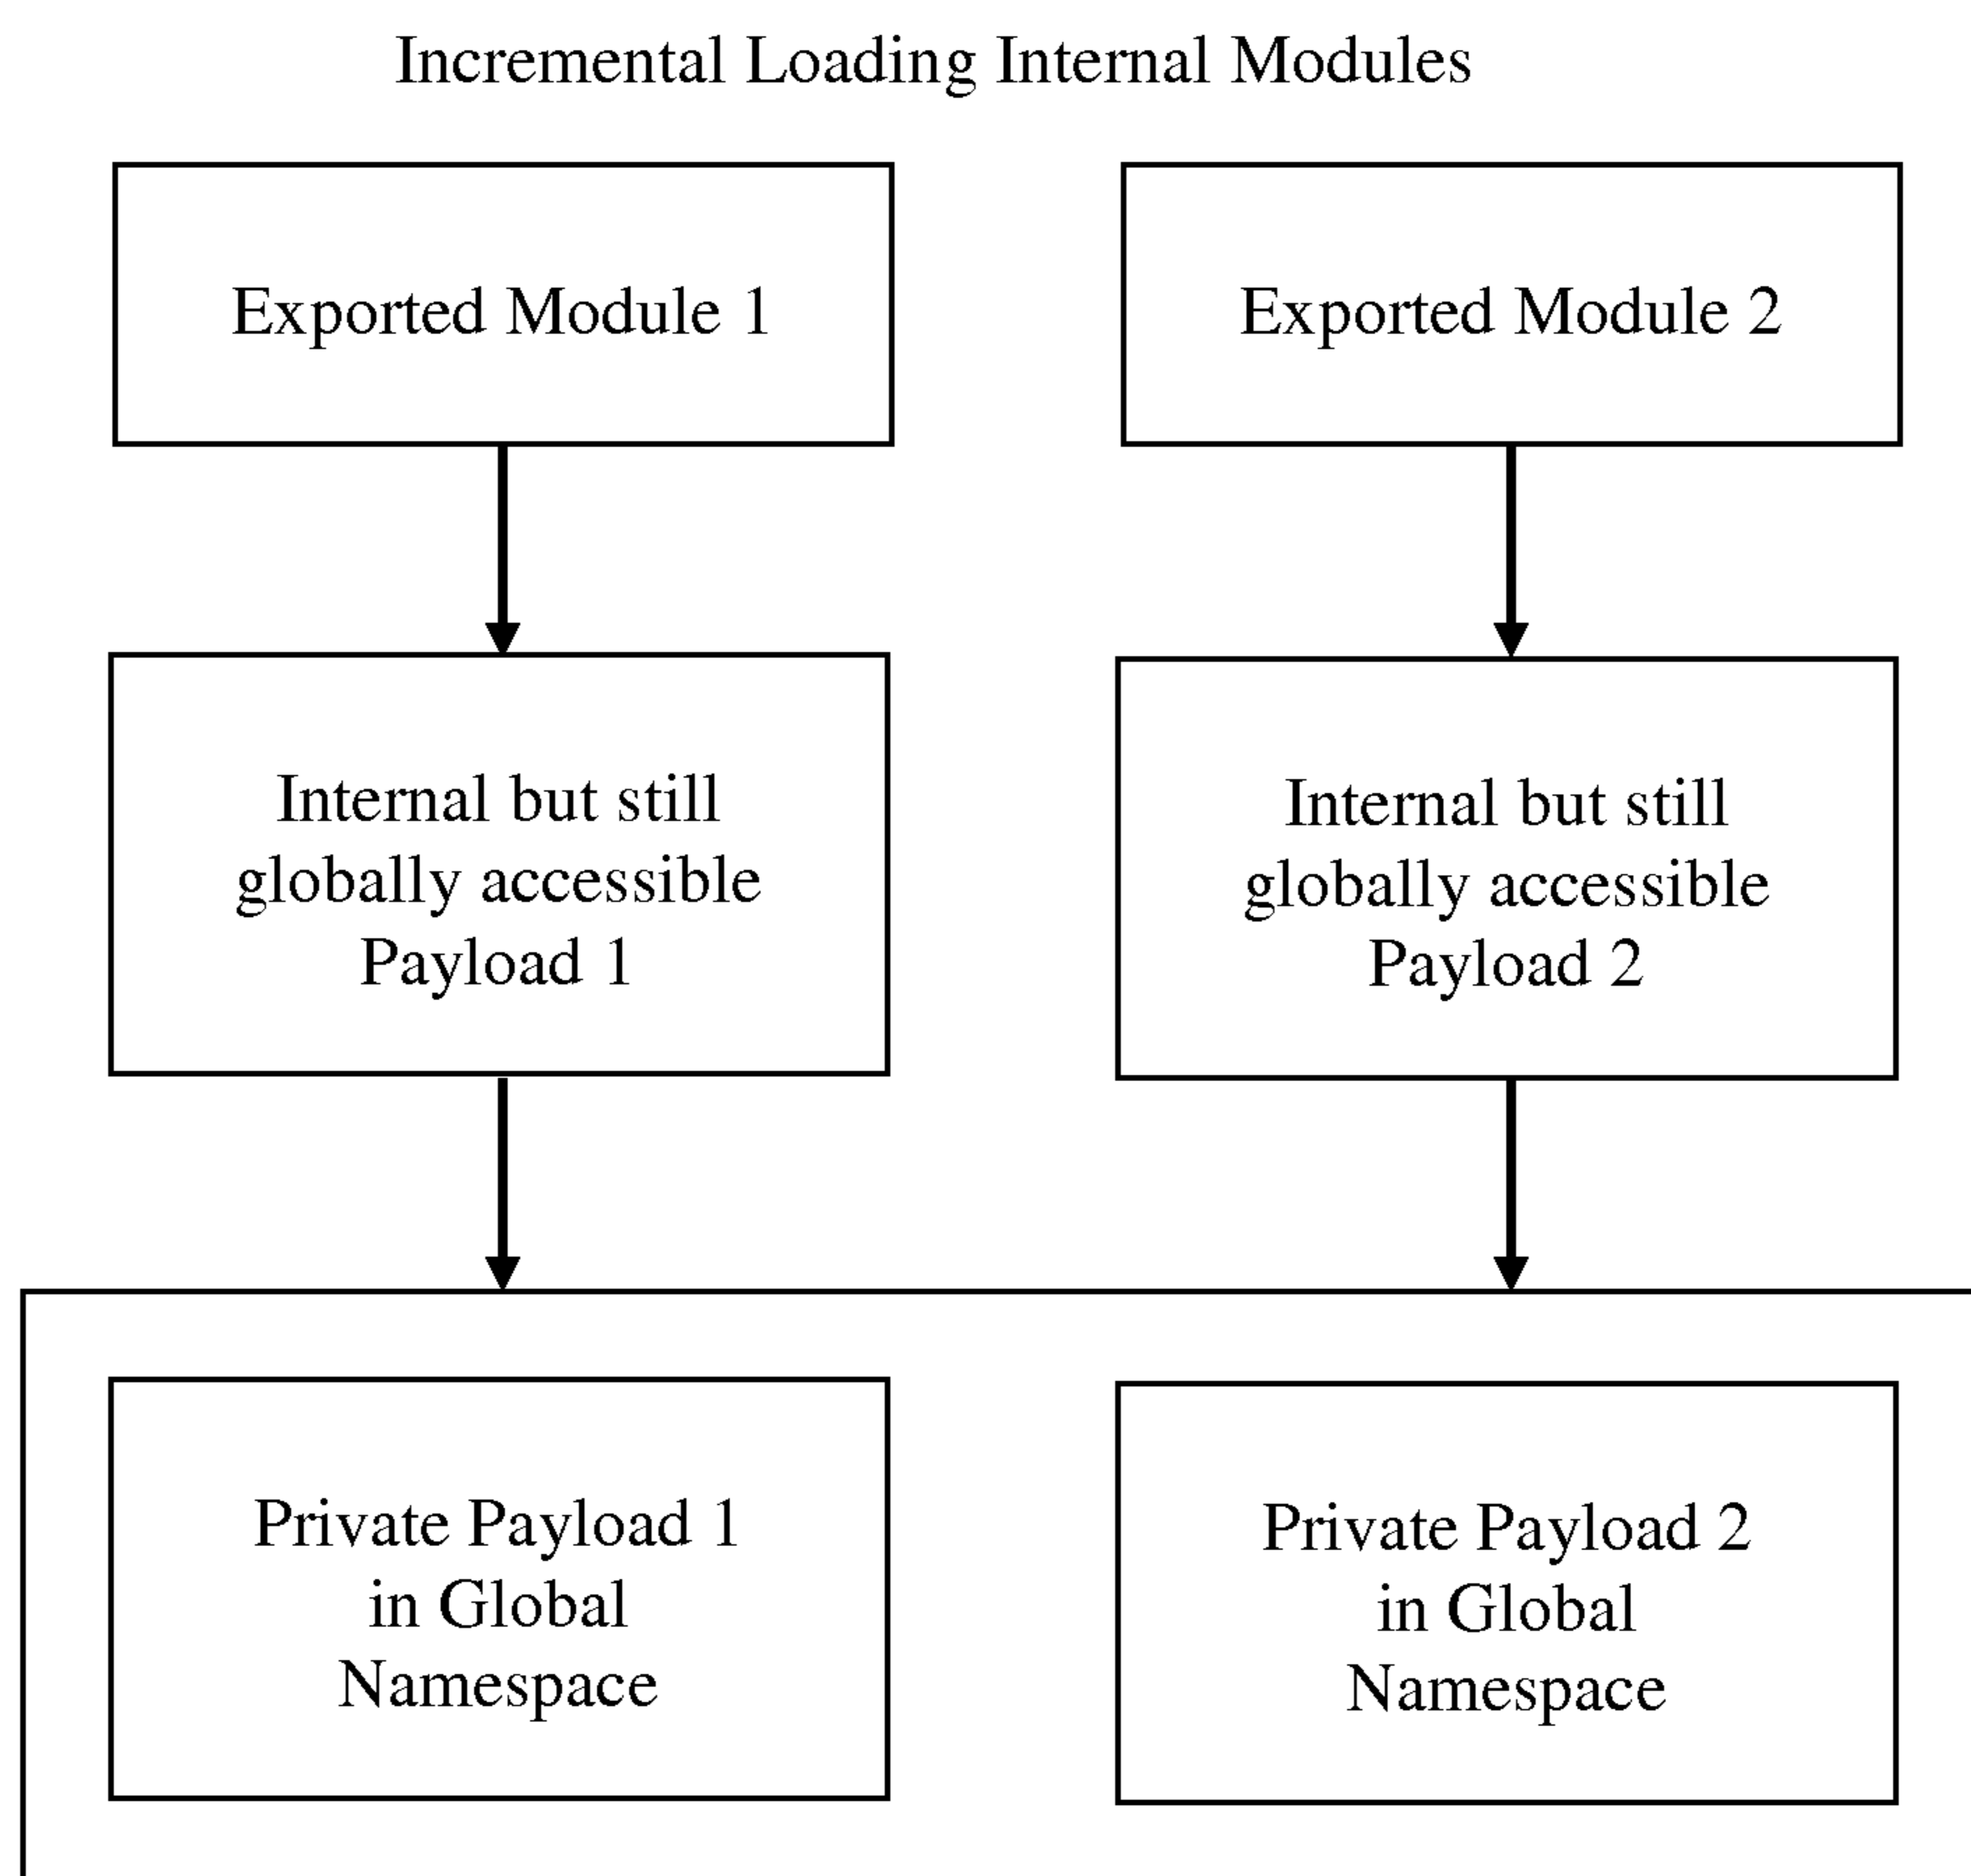 Incremental Loading Internal Modules
Exported Module 1
Exported Module 2
Internal but still
globally accessible
Payload 1
Internal but still
globally accessible
Payload 2
Private Payload 1
in Global
Namespace
Private Payload 2
in Global
Namespace